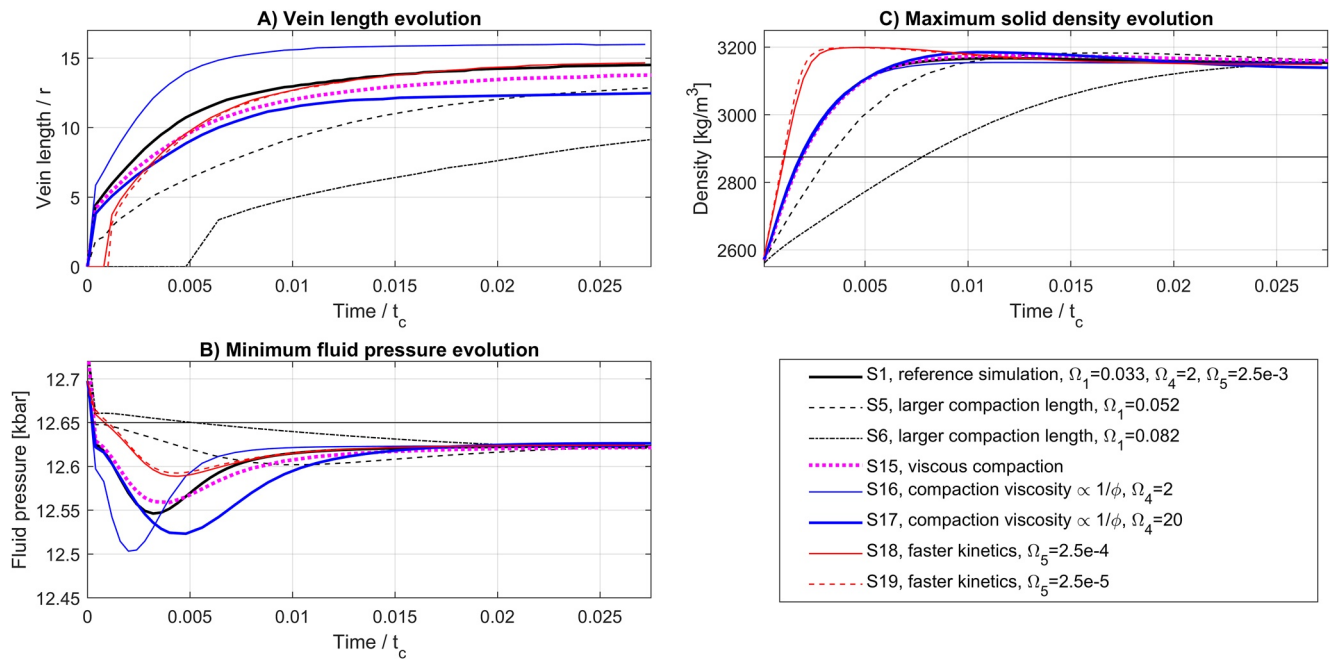 A) Vein length evolution
15
10
5
0
Vein length / r
0
0.005
0.01
0.015
0.02
0.025
Time / t_c
C) Maximum solid density evolution
3200
3000
2800
2600
Density [kg/m³]
0.005
0.01
0.015
0.02
0.025
Time / t_c
B) Minimum fluid pressure evolution
12.7
12.65
12.6
12.55
12.5
12.45
Fluid pressure [kbar]
0
0.005
0.01
0.015
0.02
0.025
Time / t_c
S1, reference simulation, Ω₁=0.033, Ω₄=2, Ω₅=2.5e-3
S5, larger compaction length, Ω₁=0.052
S6, larger compaction length, Ω₁=0.082
S15, viscous compaction
S16, compaction viscosity ∝ 1/ϕ, Ω₄=2
S17, compaction viscosity ∝ 1/ϕ, Ω₄=20
S18, faster kinetics, Ω₅=2.5e-4
S19, faster kinetics, Ω₅=2.5e-5